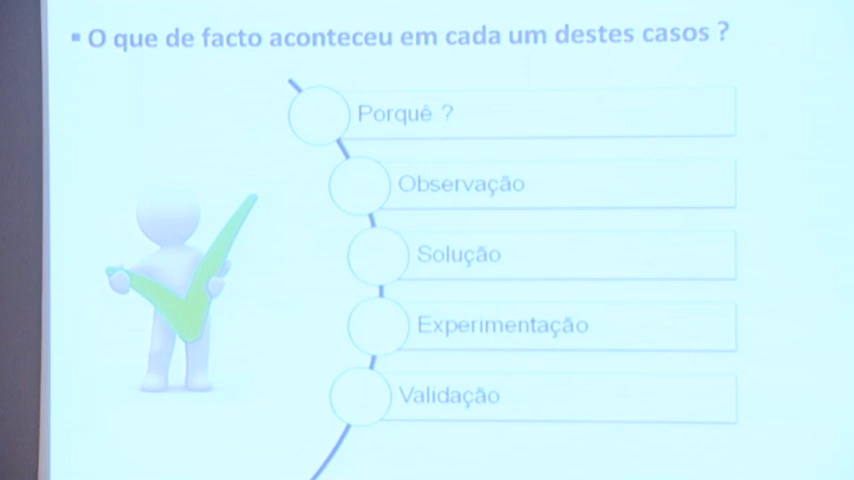 ▪ O que de facto aconteceu em cada um destes casos ?
Porquê ?
Observação
Solução
Experimentação
Validação